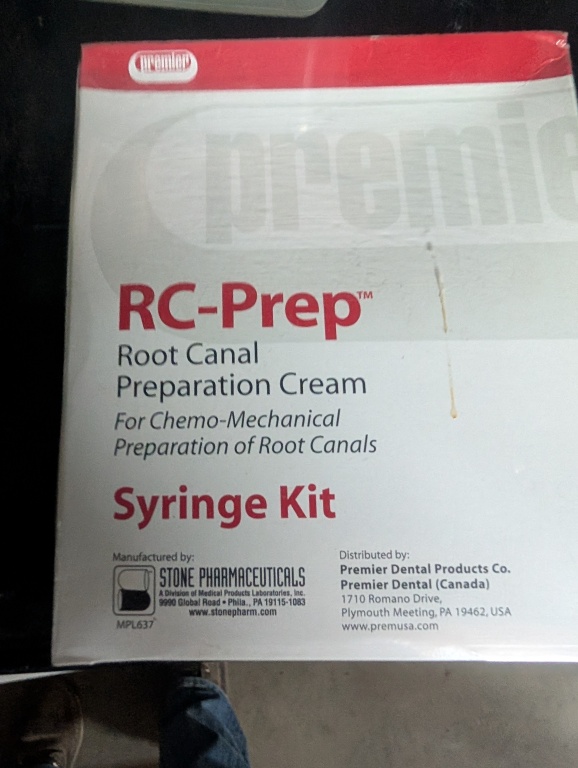 premier
premie
RC-Prep™
Root Canal
Preparation Cream
For Chemo-Mechanical
Preparation of Root Canals
Syringe Kit
Manufactured by:
STONE PHARMACEUTICALS
A Division of Medical Products Laboratories, Inc.
9990 Global Road • Phila., PA 19115-1083
www.stonepharm.com
MPL637
Distributed by:
Premier Dental Products Co.
Premier Dental (Canada)
1710 Romano Drive,
Plymouth Meeting, PA 19462, USA
www.premusa.com